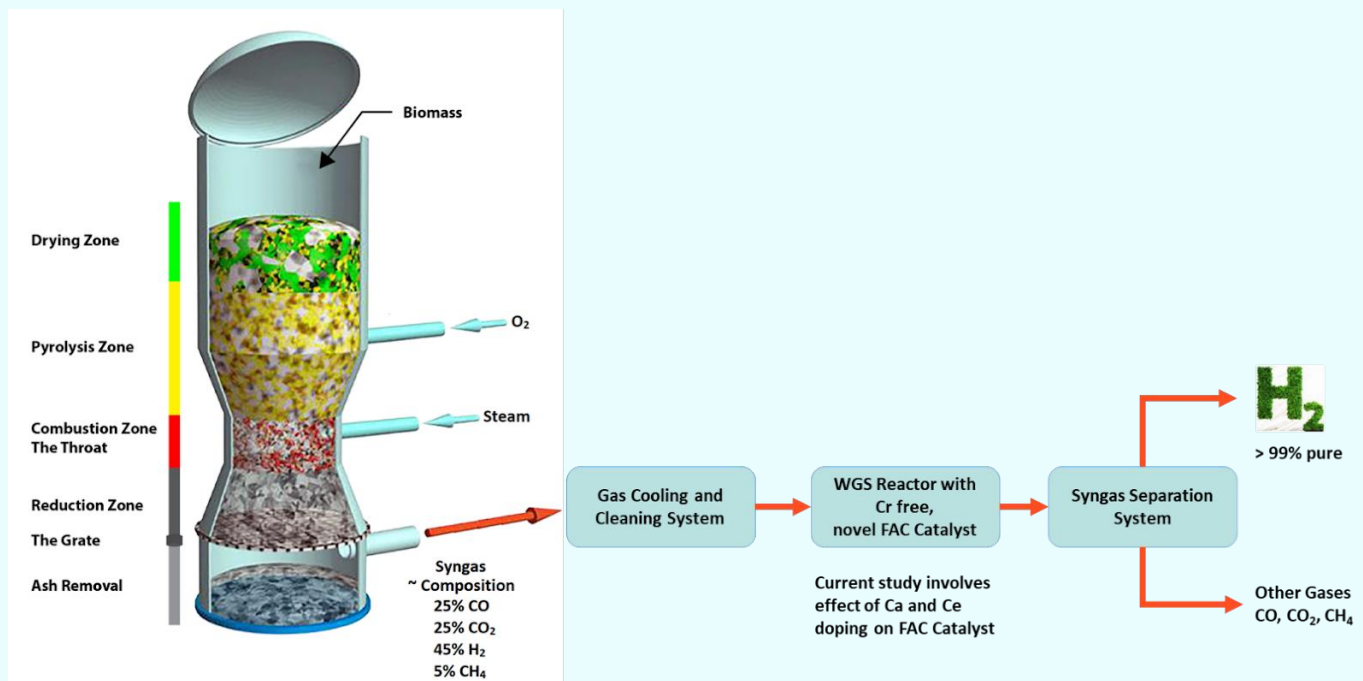 Biomass
Drying Zone
O₂
Pyrolysis Zone
Steam
Combustion Zone
The Throat
Reduction Zone
The Grate
Ash Removal
Syngas
~ Composition
25% CO
25% CO₂
45% H₂
5% CH₄
Gas Cooling and
Cleaning System
WGS Reactor with
Cr free,
novel FAC Catalyst
Current study involves
effect of Ca and Ce
doping on FAC Catalyst
Syngas Separation
System
H₂
> 99% pure
Other Gases
CO, CO₂, CH₄